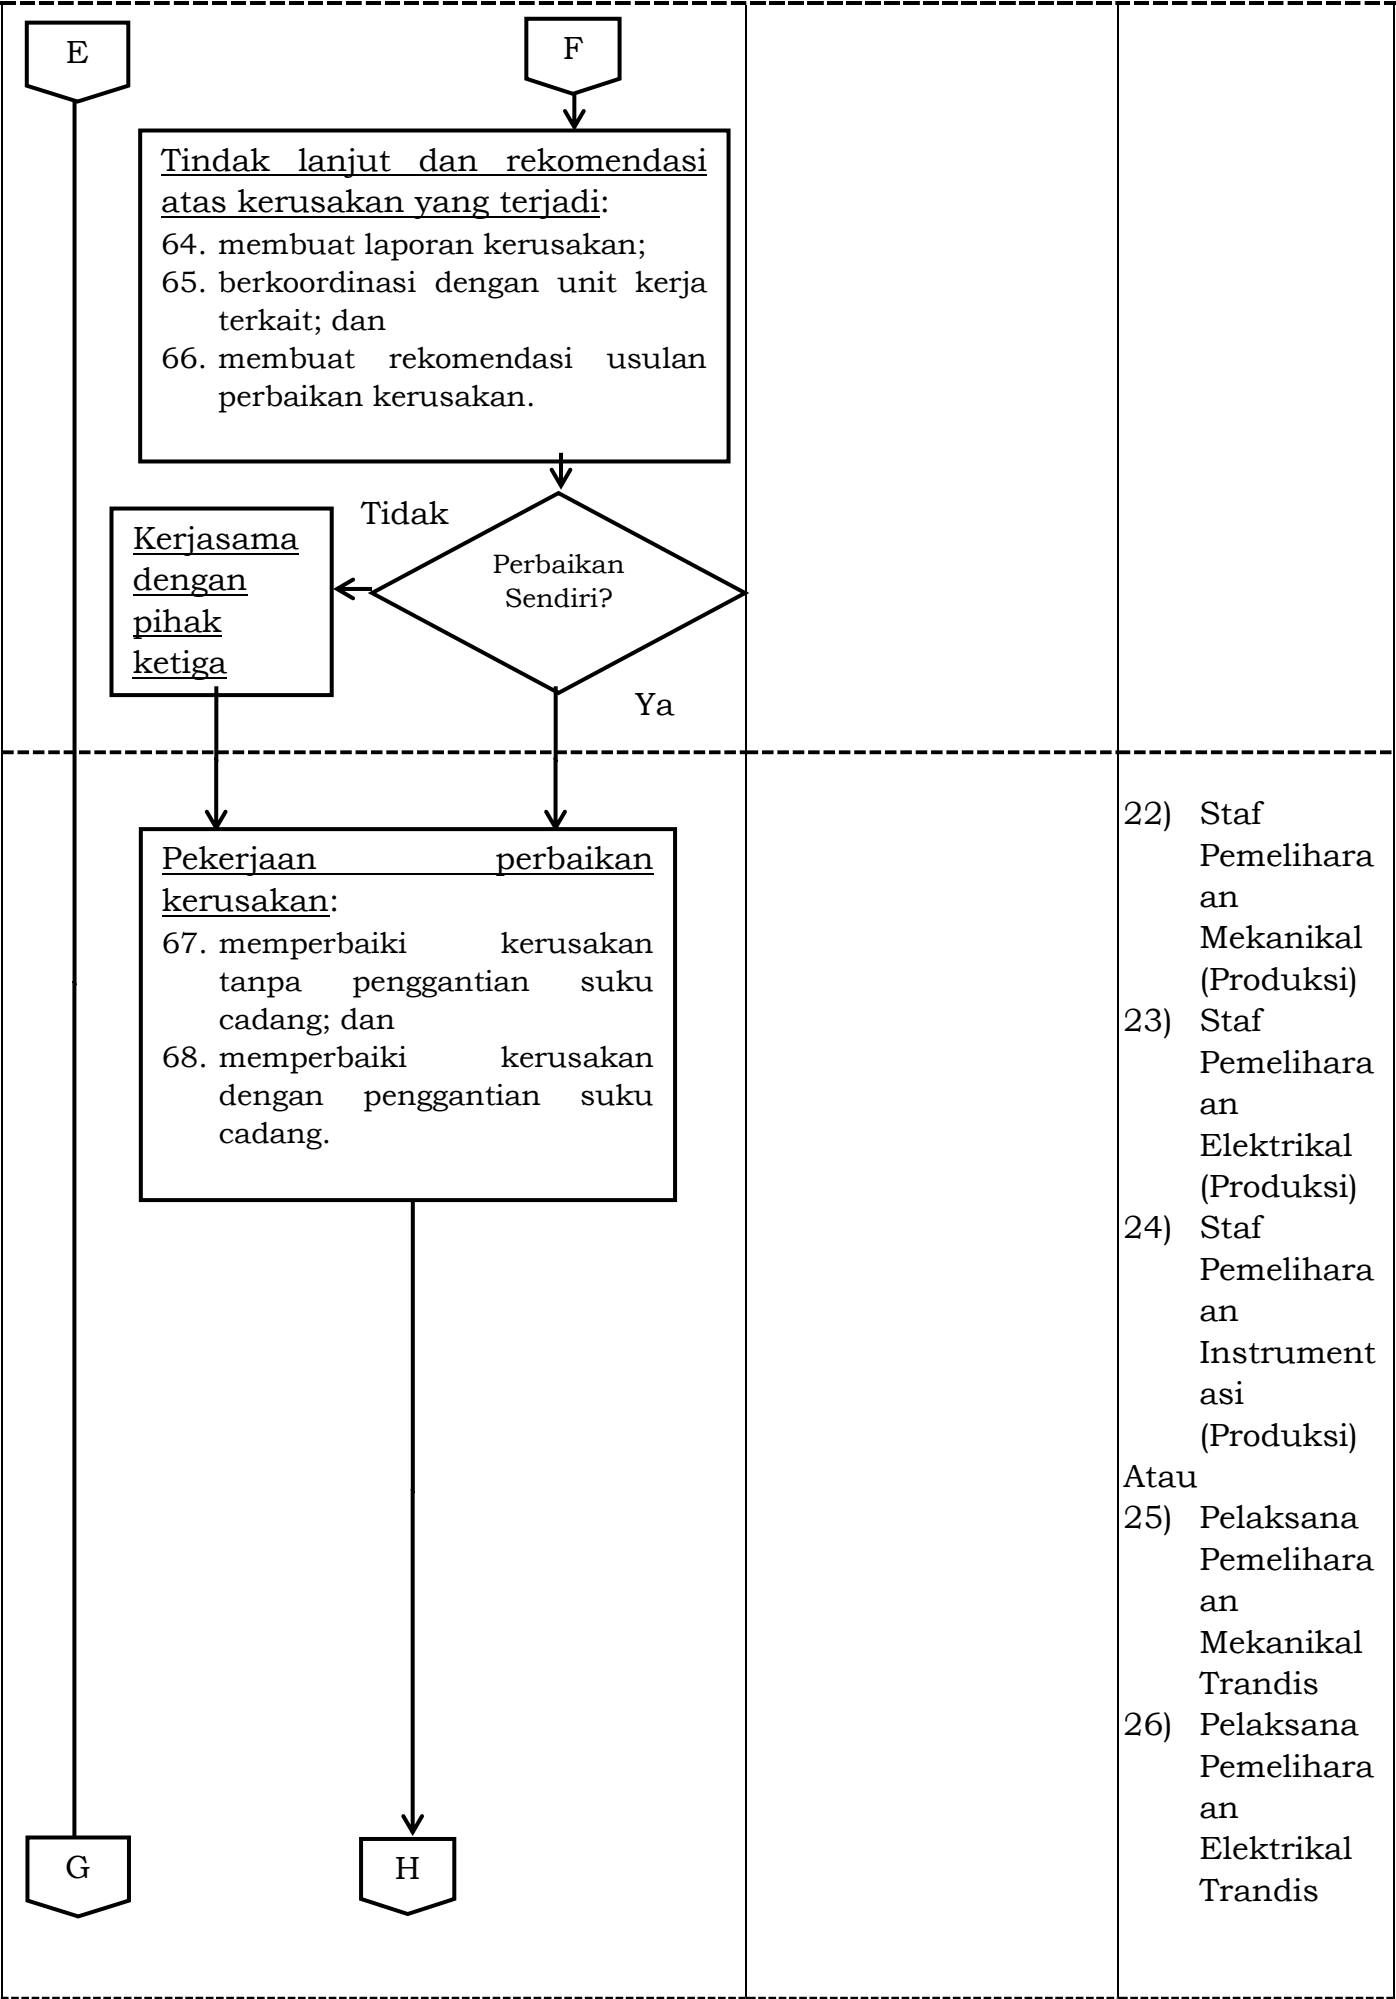 E
F
Tindak lanjut dan rekomendasi
atas kerusakan yang terjadi:
64. membuat laporan kerusakan;
65. berkoordinasi dengan unit kerja
terkait; dan
66. membuat rekomendasi usulan
perbaikan kerusakan.
Tidak
Perbaikan
Sendiri?
Kerjasama
dengan
pihak
ketiga
Ya
Pekerjaan perbaikan
kerusakan:
67. memperbaiki kerusakan
tanpa penggantian suku
cadang; dan
68. memperbaiki kerusakan
dengan penggantian suku
cadang.
G
H
22) Staf
Pemelihara
an
Mekanikal
(Produksi)
23) Staf
Pemelihara
an
Elektrikal
(Produksi)
24) Staf
Pemelihara
an
Instrument
asi
(Produksi)
Atau
25) Pelaksana
Pemelihara
an
Mekanikal
Trandis
26) Pelaksana
Pemelihara
an
Elektrikal
Trandis